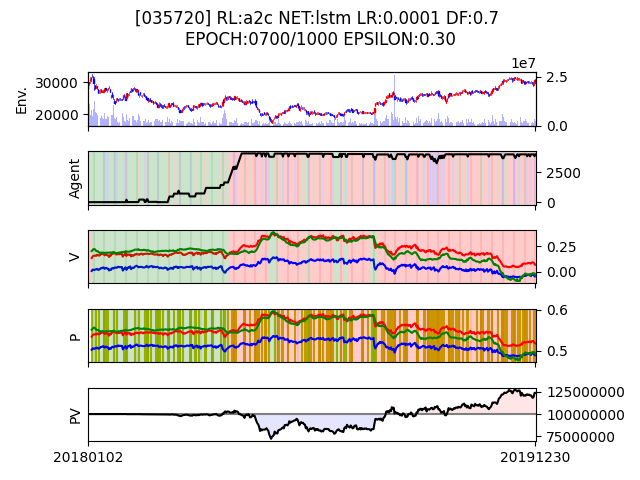 [035720] RL:a2c NET:lstm LR:0.0001 DF:0.7
EPOCH:0700/1000 EPSILON:0.30
1e7
Env.
30000
20000
2.5
0.0
Agent
2500
0
V
0.25
0.00
P
0.6
0.5
PV
125000000
100000000
75000000
20180102
20191230